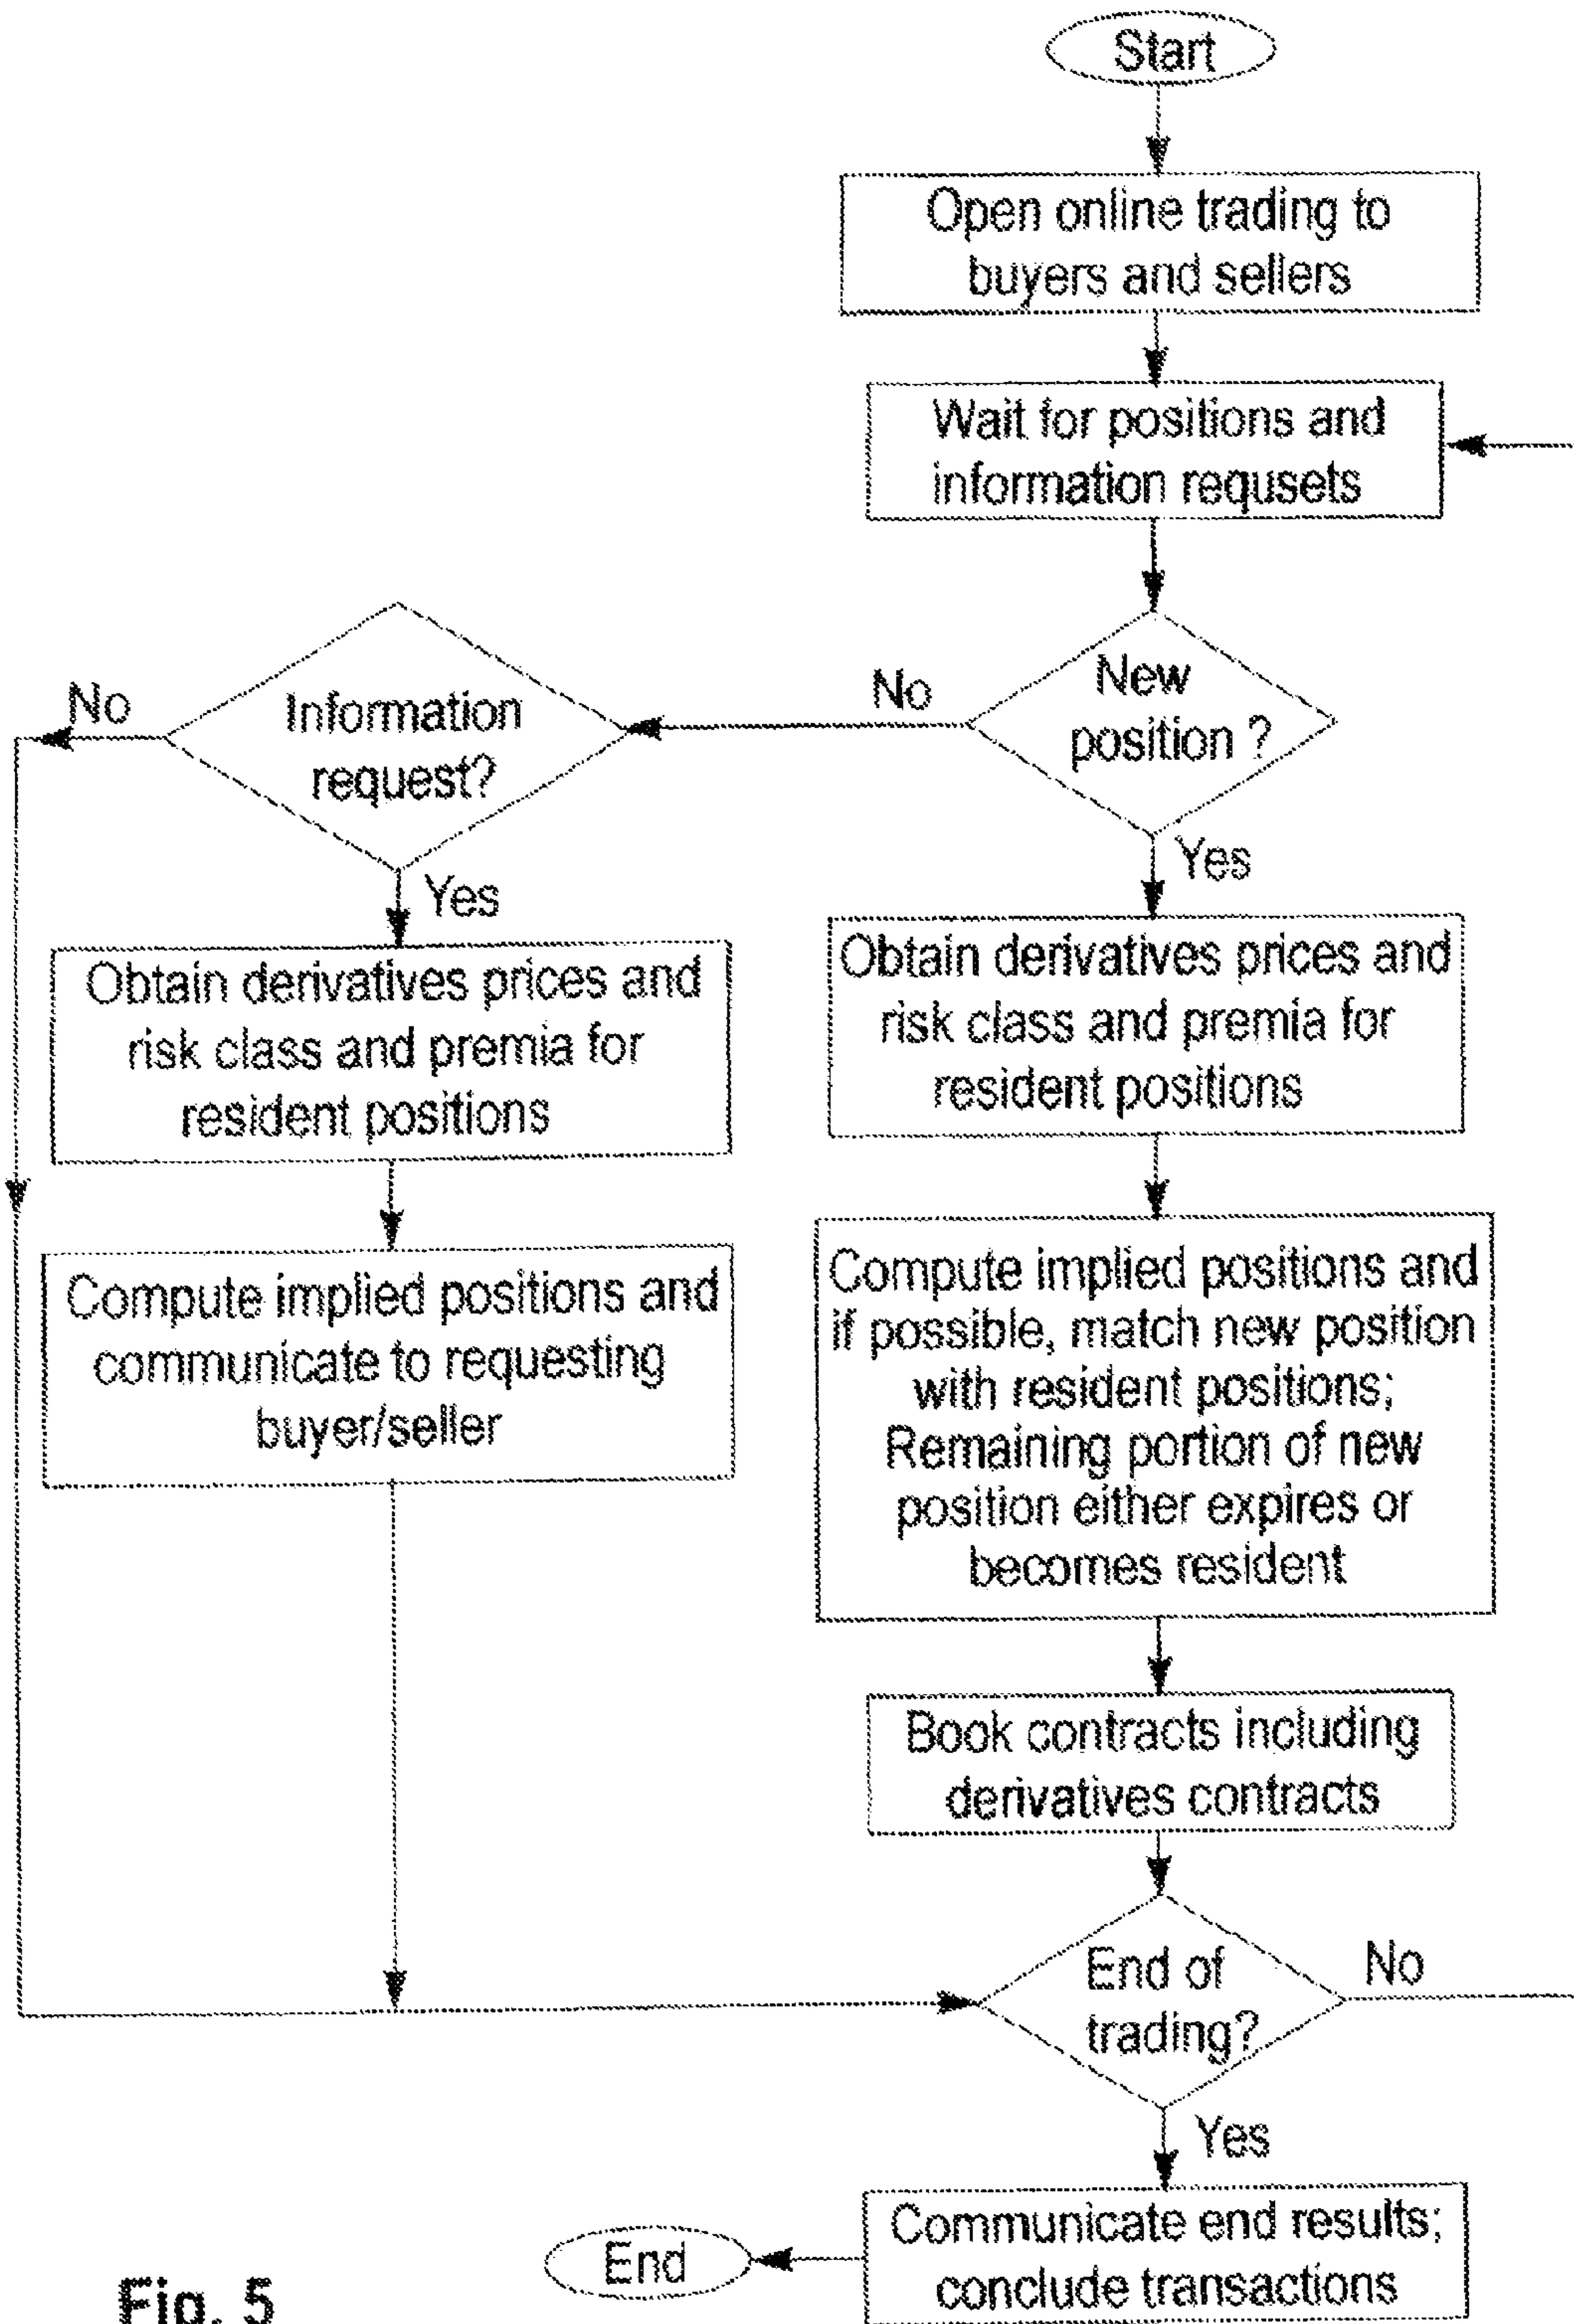 Start
Open online trading to
buyers and sellers
Wait for positions and
information requsets
New
position ?
No
Yes
Information
request?
No
Yes
Obtain derivatives prices and
risk class and premia for
resident positions
Compute implied positions and
communicate to requesting
buyer/seller
Obtain derivatives prices and
risk class and premia for
resident positions
Compute implied positions and
if possible, match new position
with resident positions;
Remaining portion of new
position either expires or
becomes resident
Book contracts including
derivatives contracts
End of
trading?
No
Yes
Communicate end results;
conclude transactions
End
Fig. 5